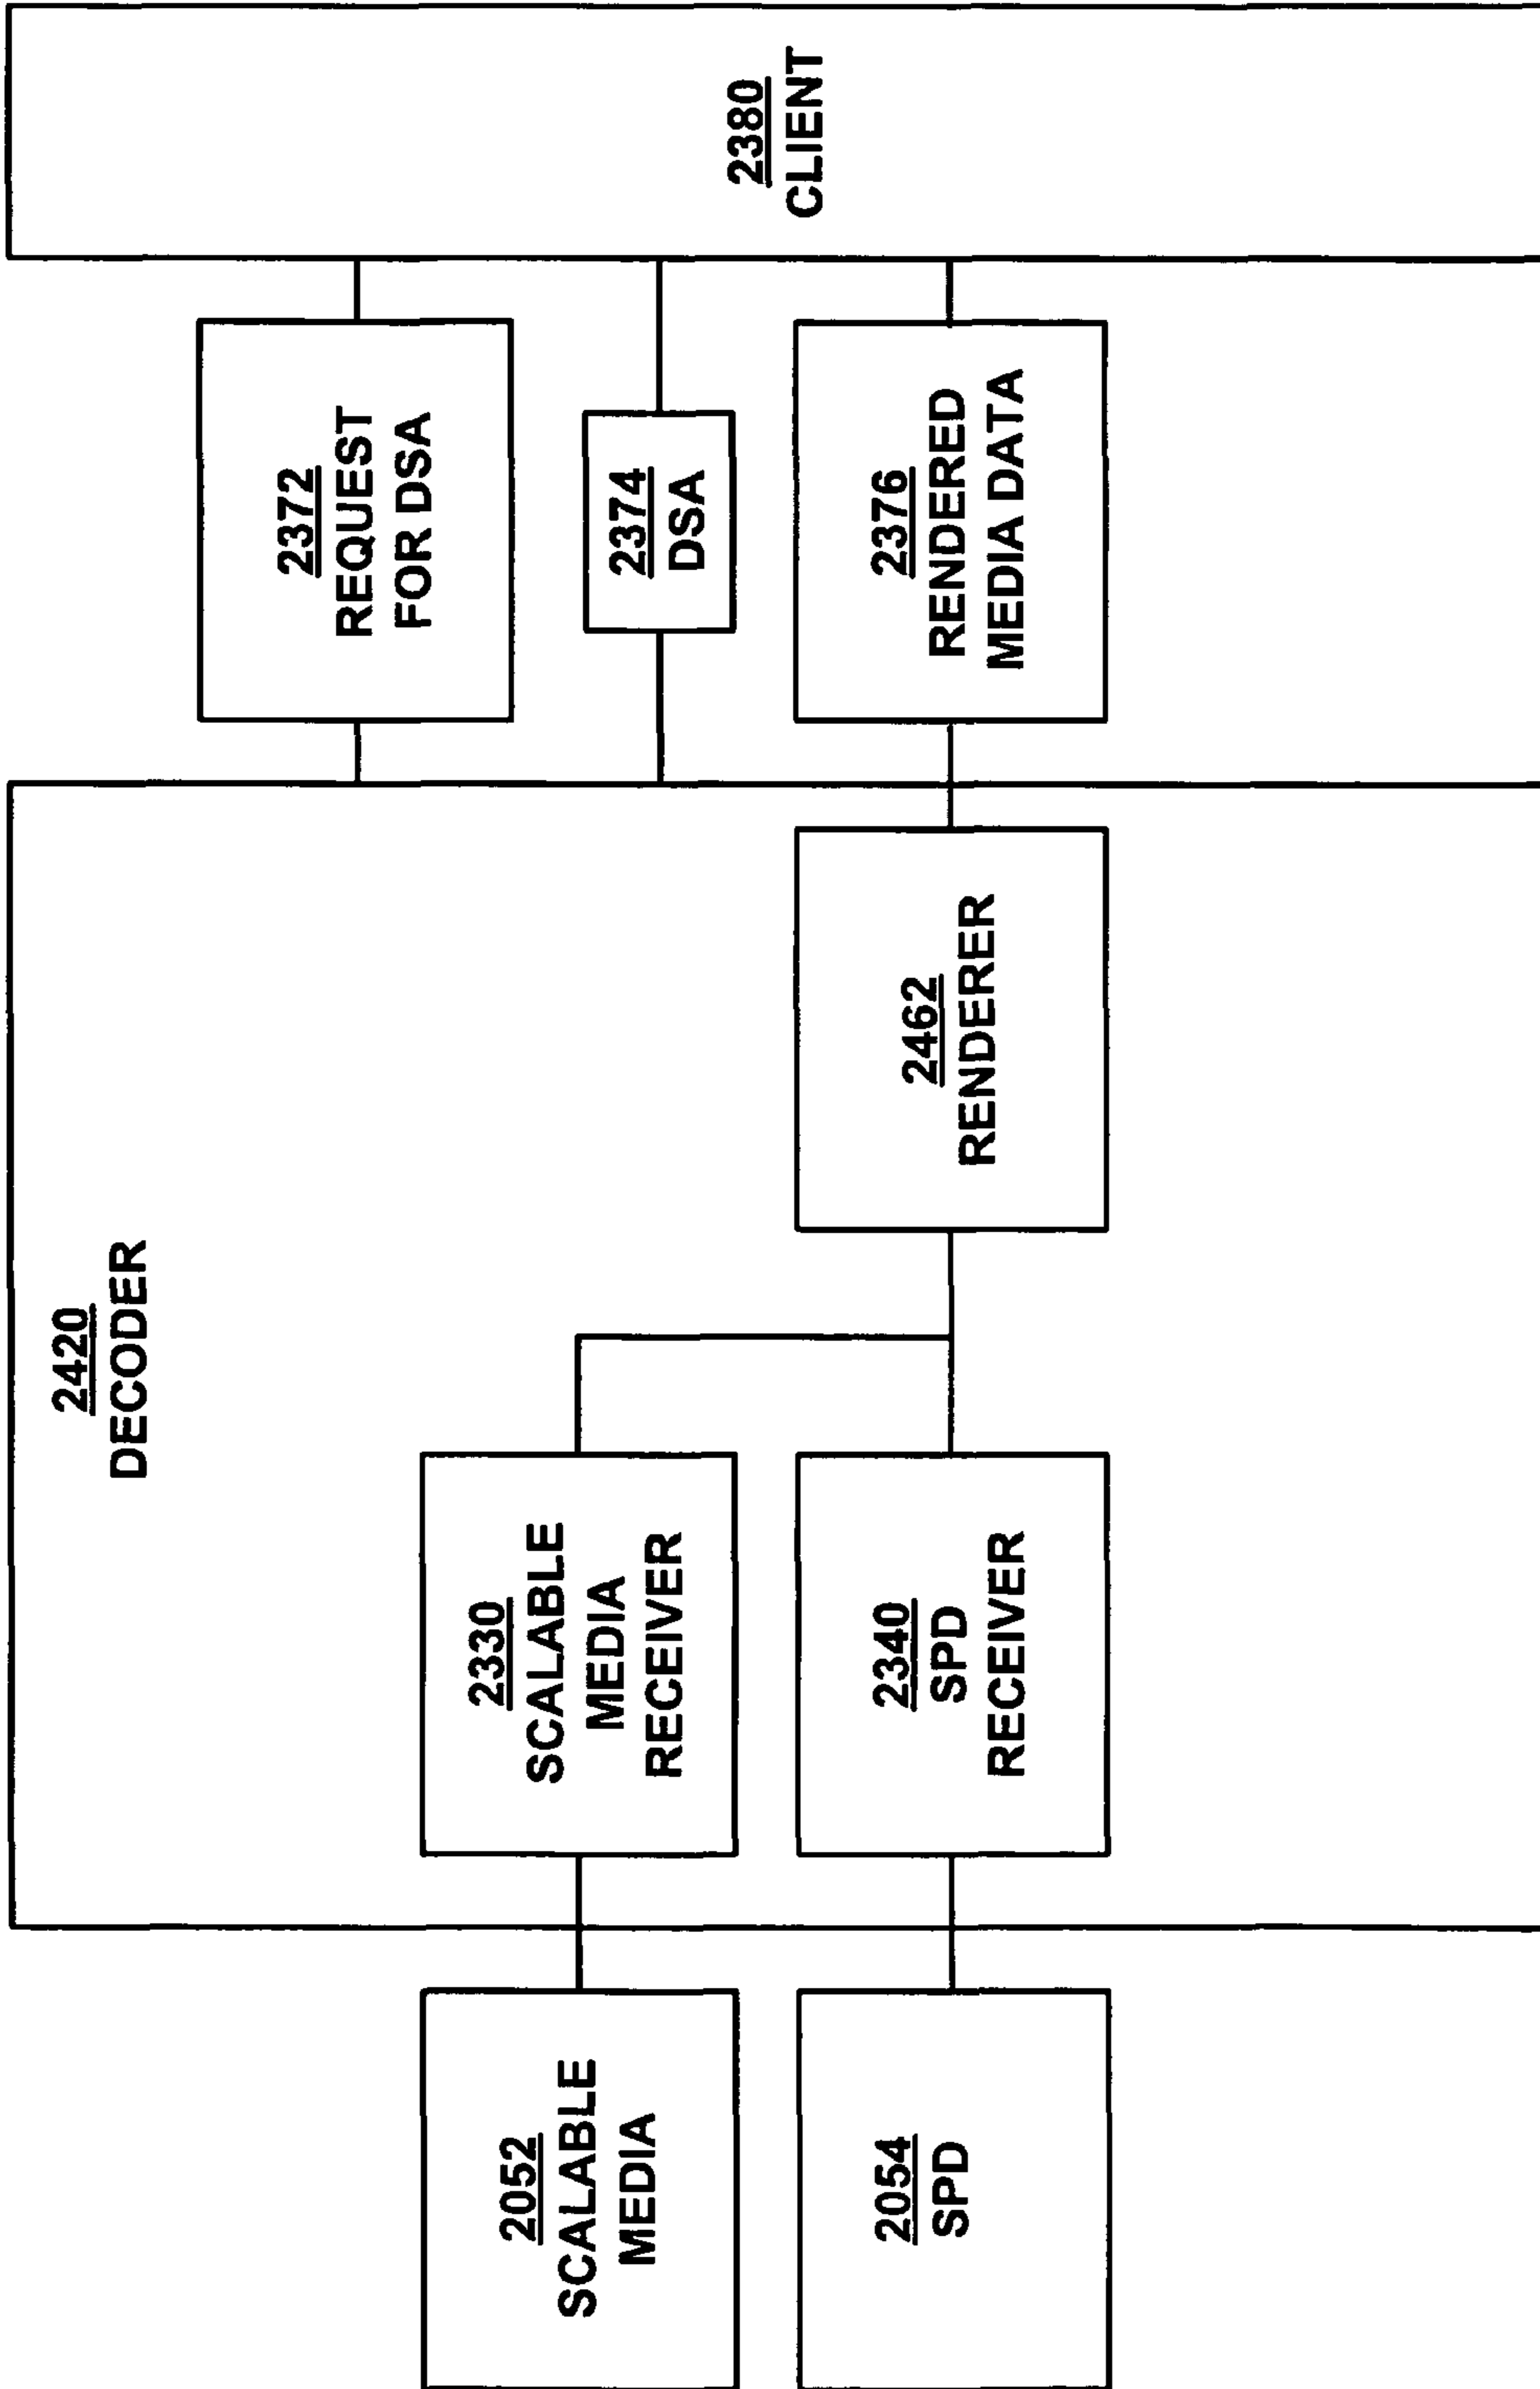 2420
DECODER
2052
SCALABLE
MEDIA
2054
SPD
2330
SCALABLE
MEDIA
RECEIVER
2340
SPD
RECEIVER
2462
RENDERER
2372
REQUEST
FOR DSA
2374
DSA
2376
RENDERED
MEDIA DATA
2380
CLIENT